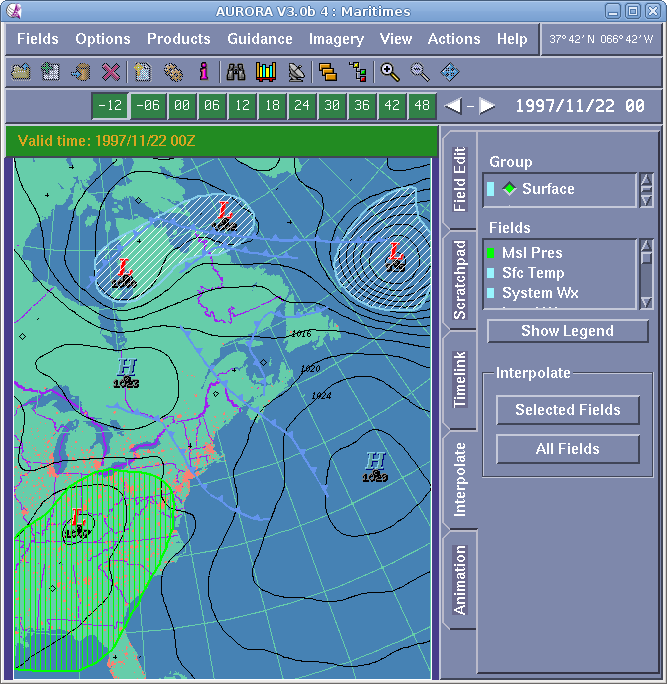 AURORA V3.0b 4 : Maritimes
Fields Options Products Guidance Imagery View Actions Help
37°42'N 066°42'W
-12 -06 00 06 12 18 24 30 36 42 48
1997/11/22 00
Valid time: 1997/11/22 00Z
Field Edit
Scratchpad
Timelink
Interpolate
Animation
Group
Surface
Fields
Msl Pres
Sfc Temp
System Wx
Show Legend
Interpolate
Selected Fields
All Fields
L
L
L
H
1023
1016
1020
1024
H
L